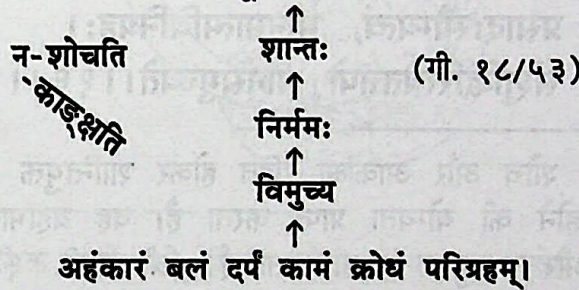 ↑
न-शोचति शान्तः
काङ्क्षति ↑ (गी. १८/५३)
निर्ममः
↑
विमुच्य
↑
अहंकारं बलं दर्पं कामं क्रोधं परिग्रहम्।